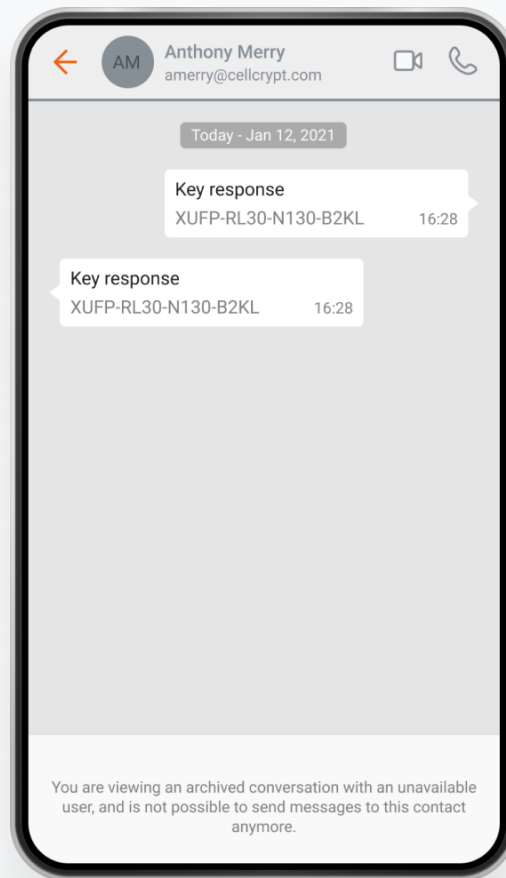 AM
Anthony Merry
amerry@cellcrypt.com
Today - Jan 12, 2021
Key response
XUFP-RL30-N130-B2KL 16:28
Key response
XUFP-RL30-N130-B2KL 16:28
You are viewing an archived conversation with an unavailable
user, and is not possible to send messages to this contact
anymore.